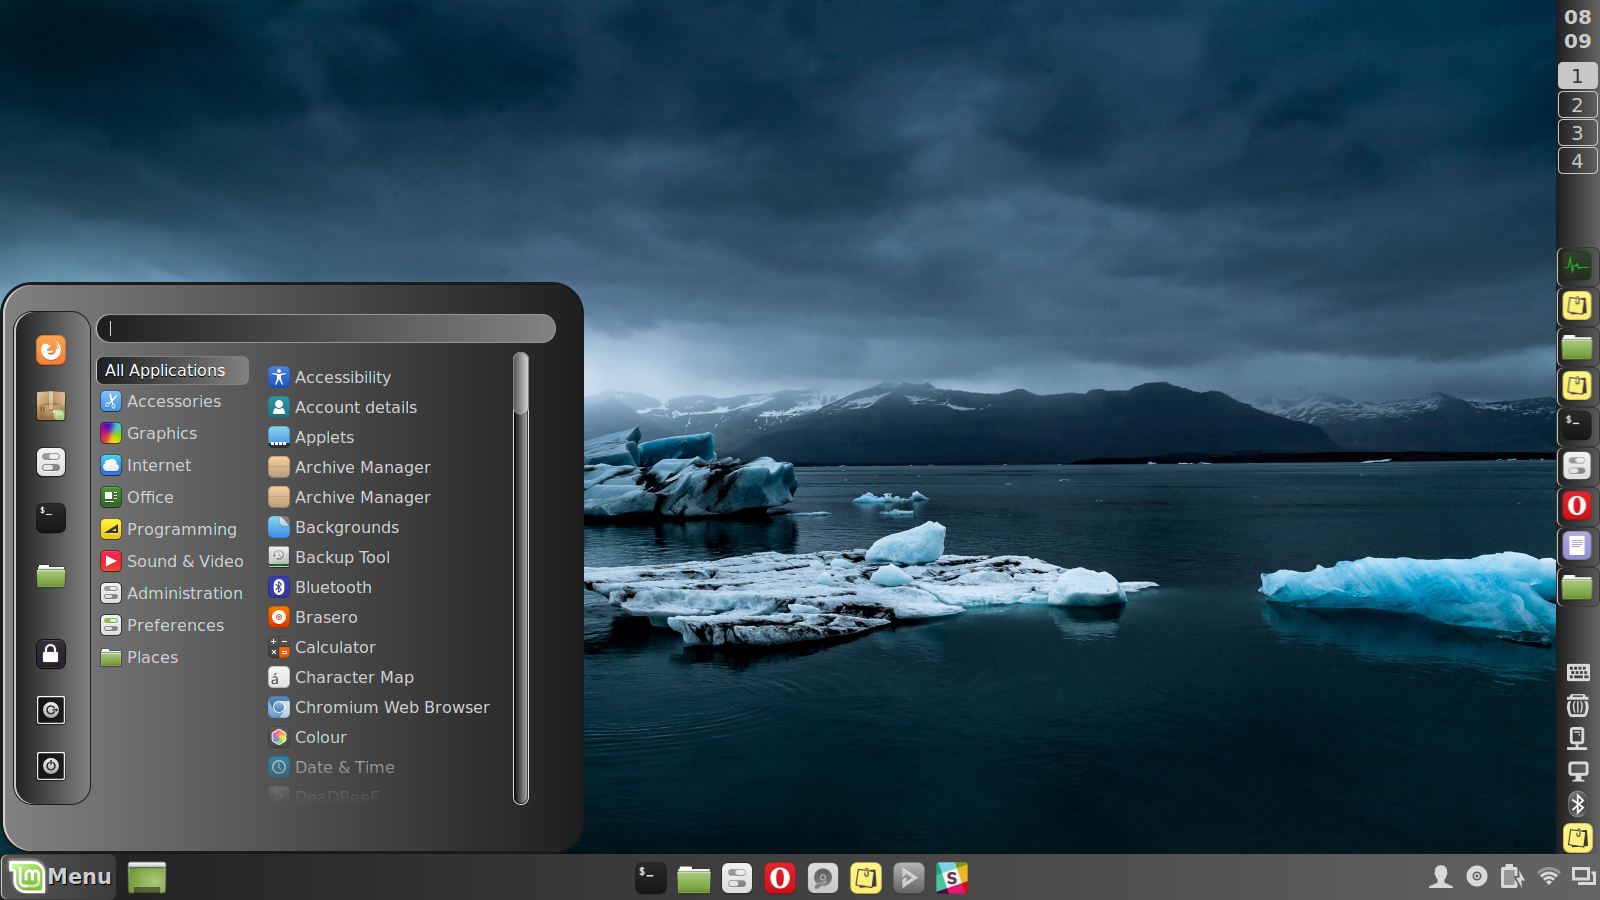 08
09
1
2
3
4
All Applications
Accessories
Graphics
Internet
Office
Programming
Sound & Video
Administration
Preferences
Places
Accessibility
Account details
Applets
Archive Manager
Archive Manager
Backgrounds
Backup Tool
Bluetooth
Brasero
Calculator
Character Map
Chromium Web Browser
Colour
Date & Time
DeaDBeeF
Menu